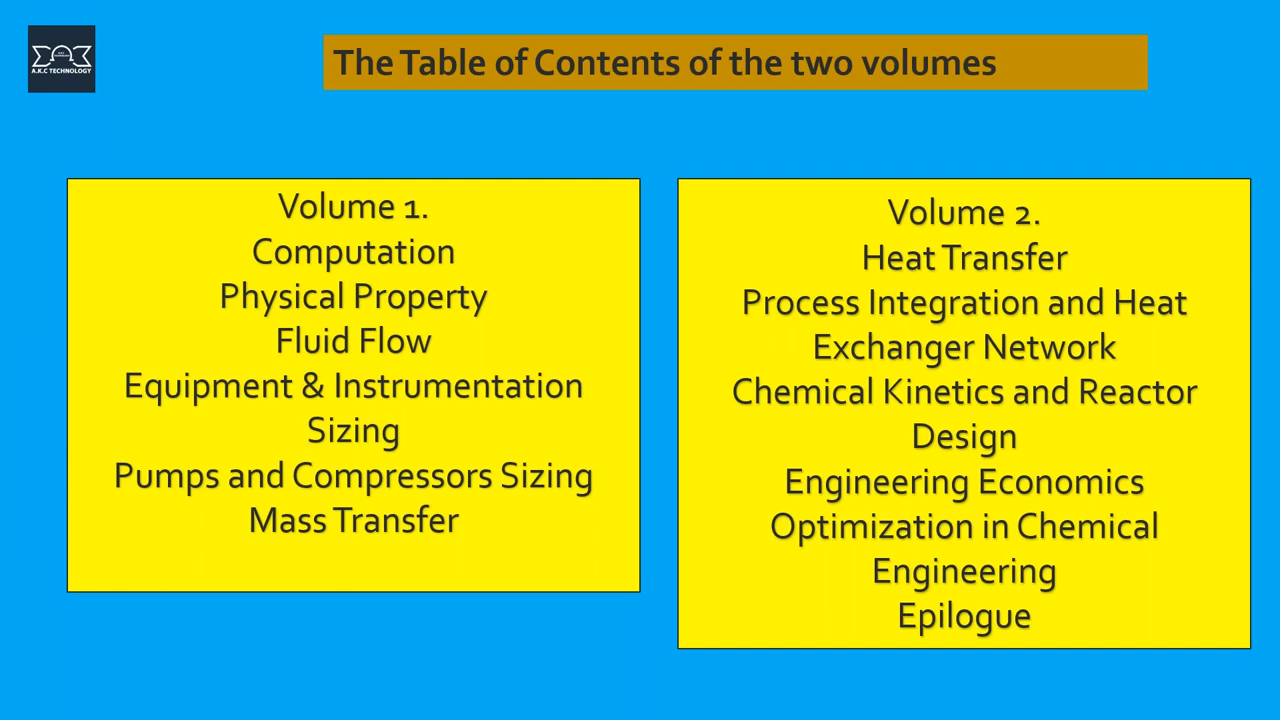 A.K.C TECHNOLOGY
The Table of Contents of the two volumes
Volume 1.
Computation
Physical Property
Fluid Flow
Equipment & Instrumentation
Sizing
Pumps and Compressors Sizing
Mass Transfer
Volume 2.
Heat Transfer
Process Integration and Heat
Exchanger Network
Chemical Kinetics and Reactor
Design
Engineering Economics
Optimization in Chemical
Engineering
Epilogue